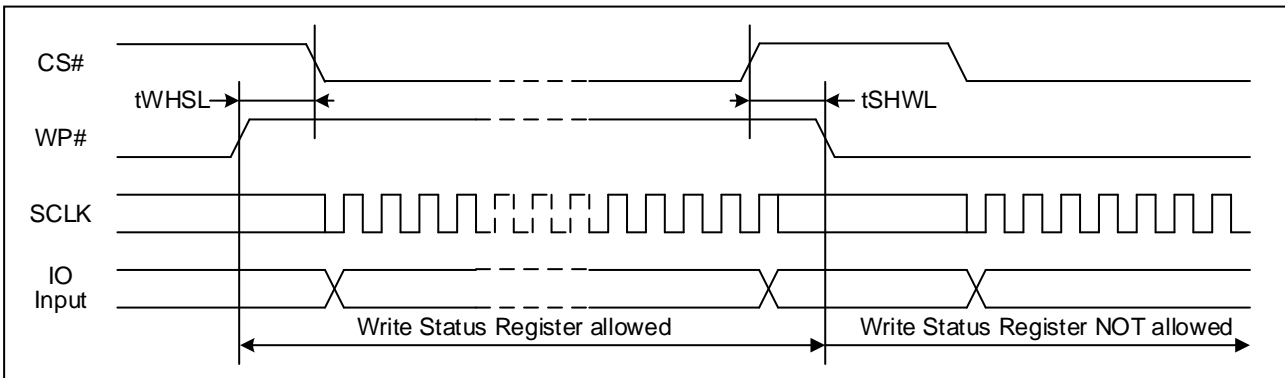 CS#
tWHSL
tSHWL
WP#
SCLK
IO
Input
Write Status Register allowed
Write Status Register NOT allowed